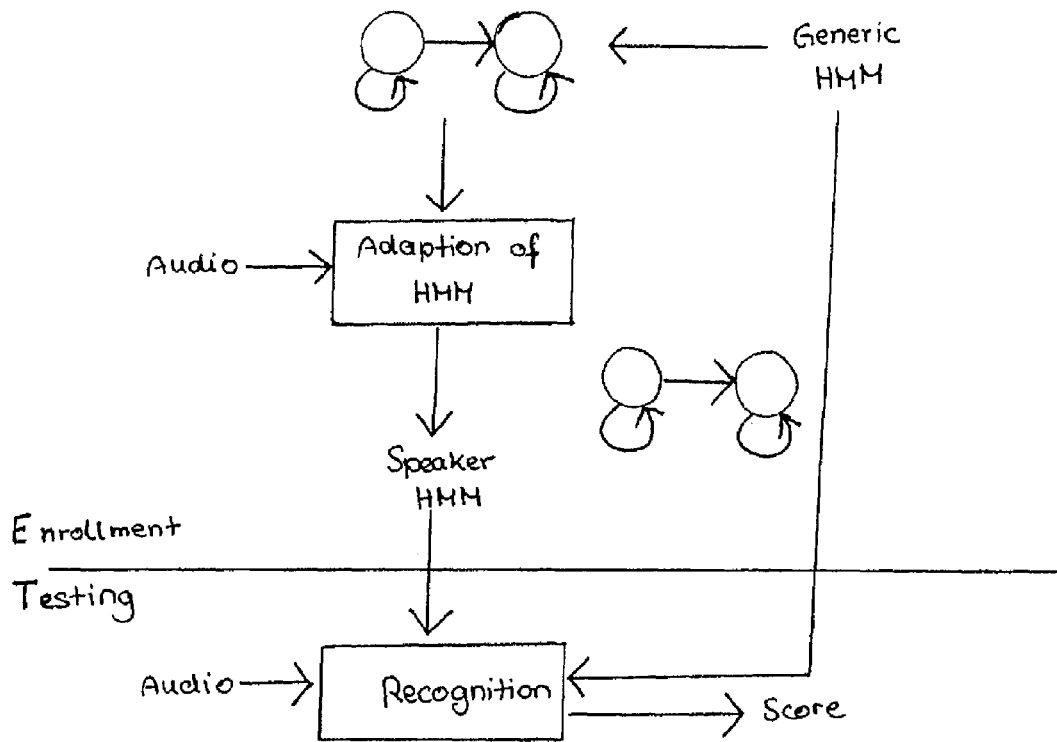 Generic
HMM
Audio
Adaption of
HMM
Speaker
HMM
Enrollment
Testing
Audio
Recognition
Score